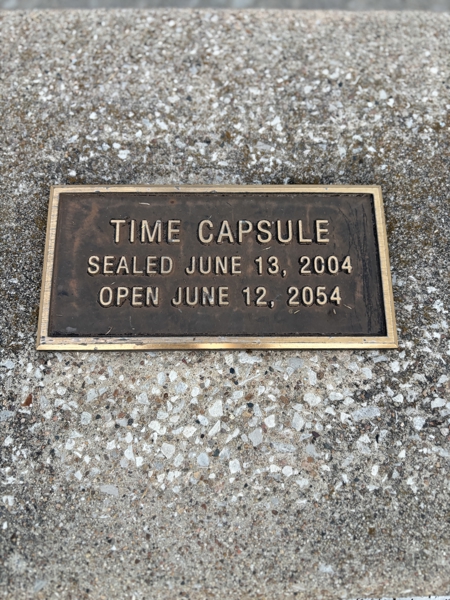 TIME CAPSULE
SEALED JUNE 13, 2004
OPEN JUNE 12, 2054